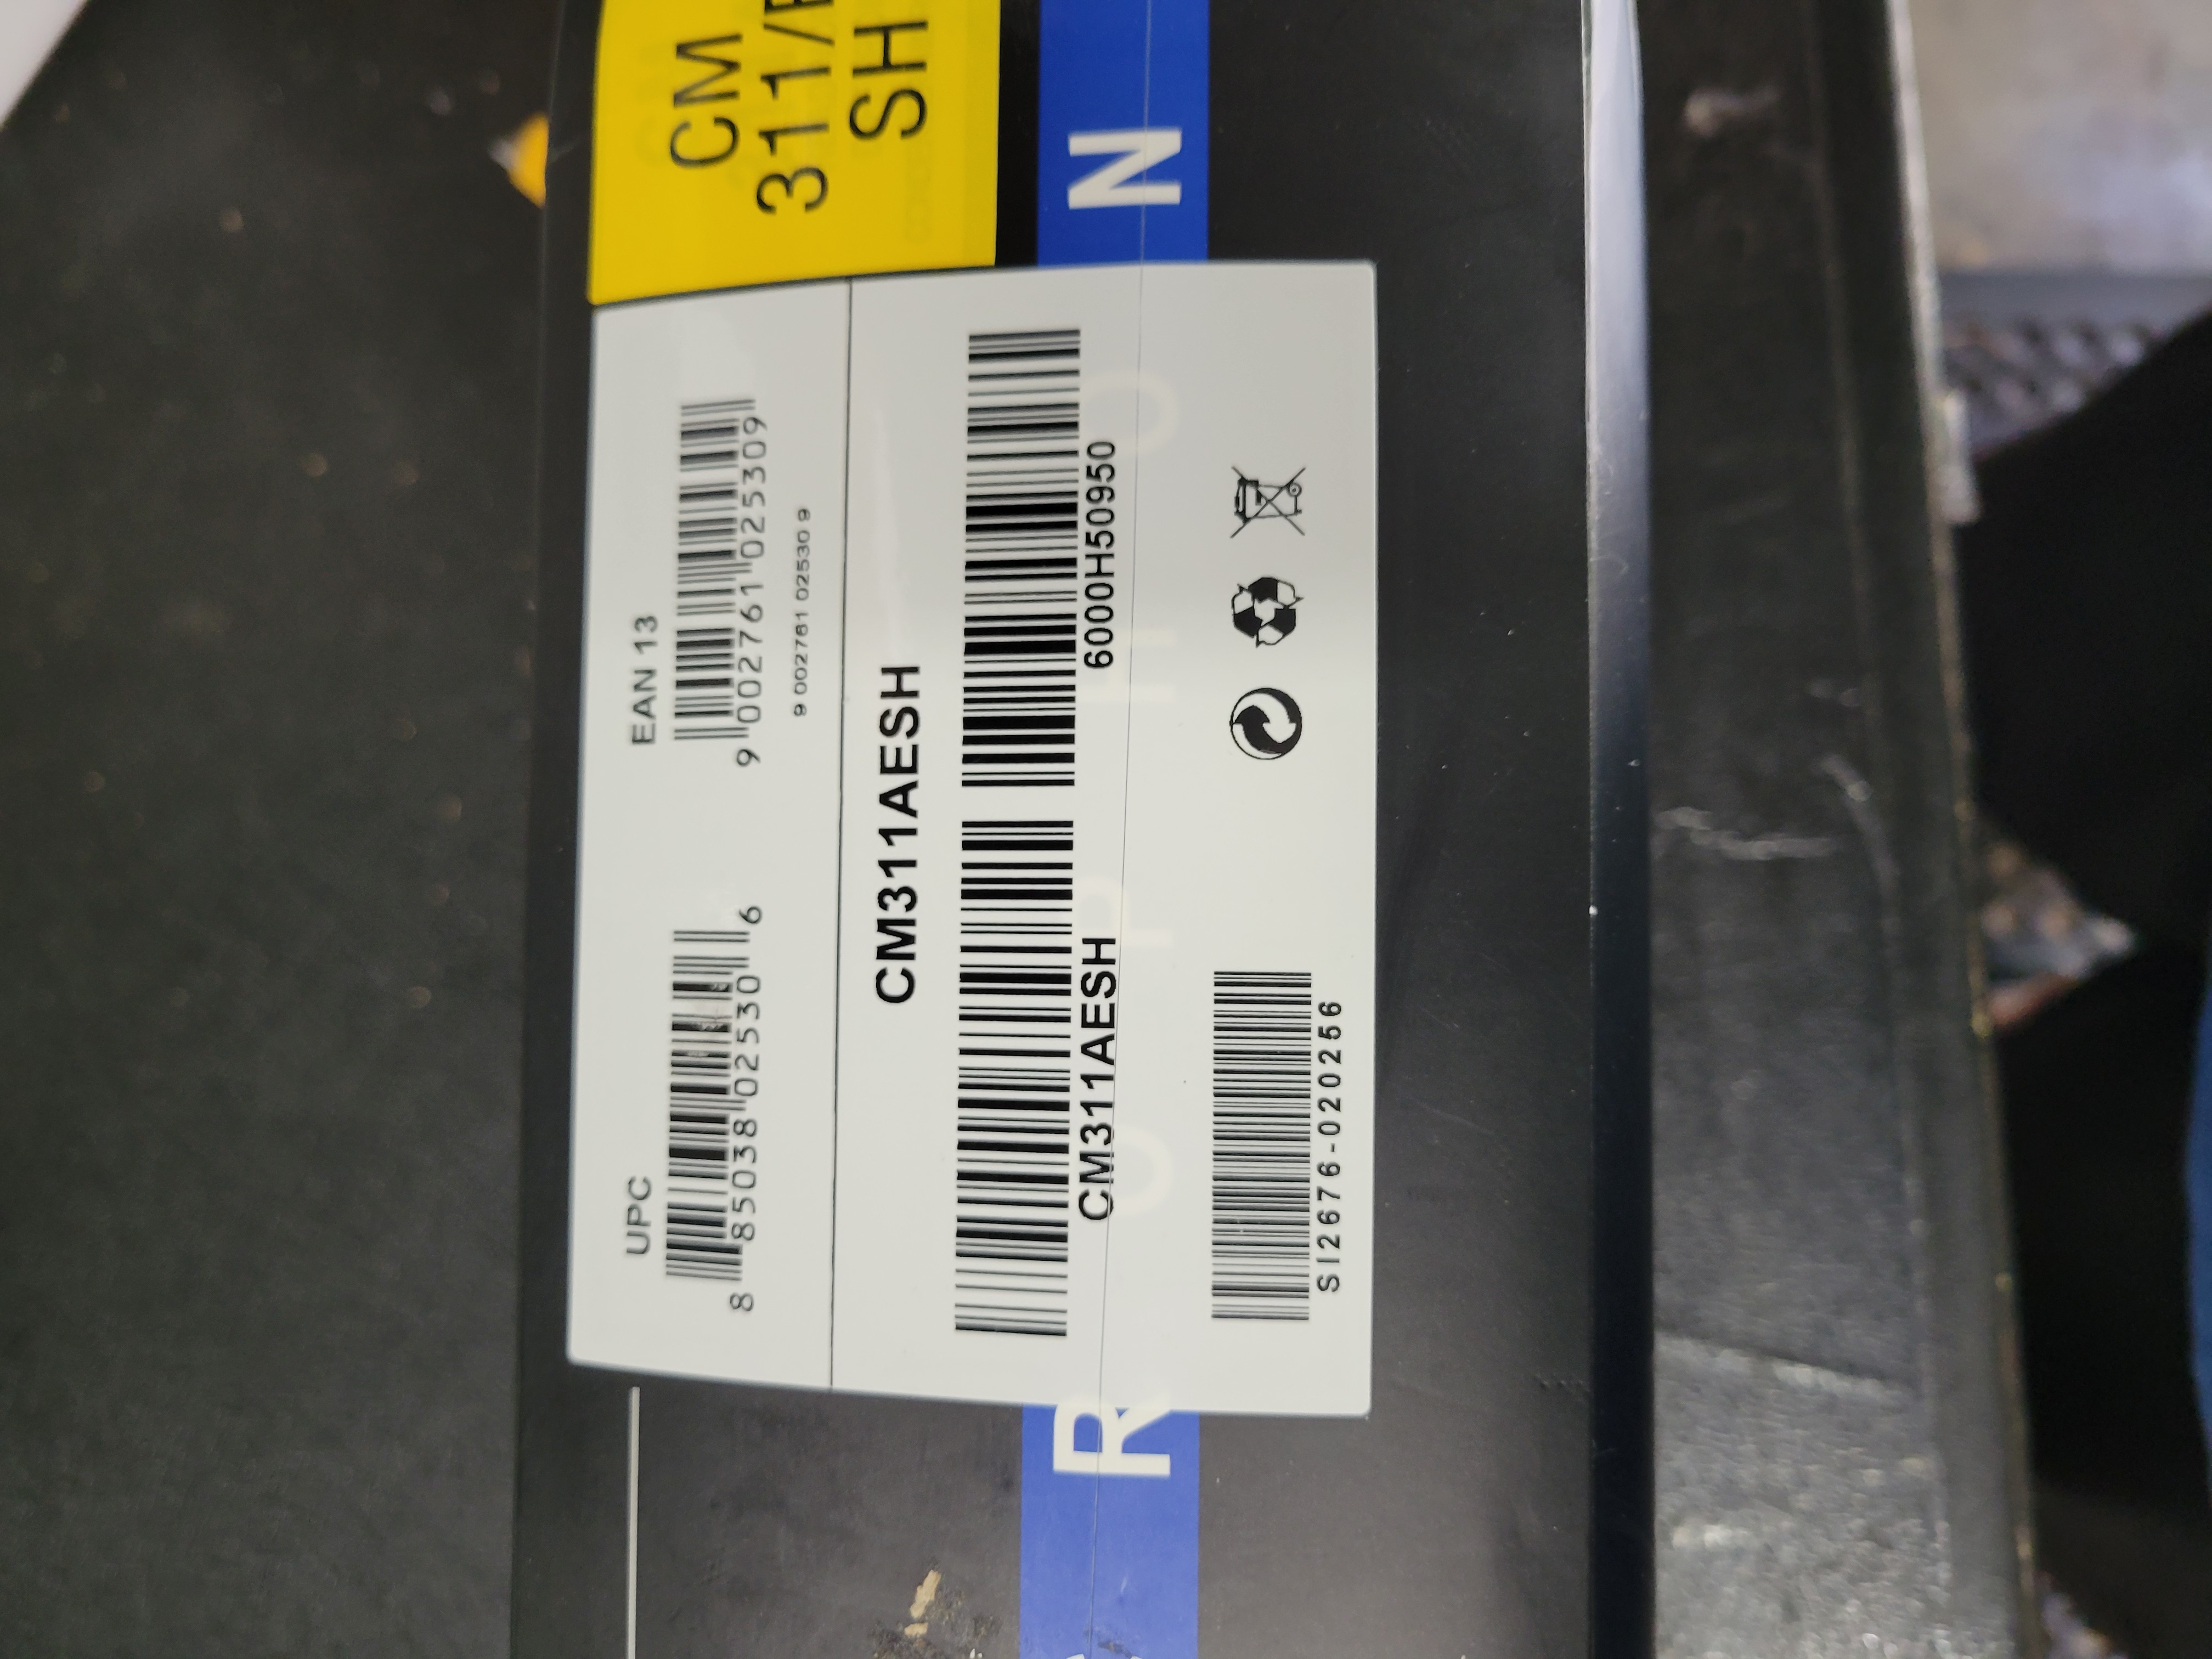 CM
311/
SH
UPC
8 85038 02530 6
EAN 13
9 002761 025309
9 002761 02530 9
CM311AESH
CM311AESH
6000H50950
SI2676-020256
R O P H O N